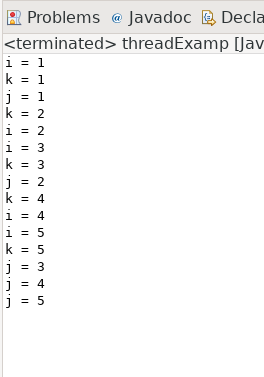 Problems @ Javadoc Decla
<terminated> threadExamp [Jav
i = 1
k = 1
j = 1
k = 2
i = 2
i = 3
k = 3
j = 2
k = 4
i = 4
i = 5
k = 5
j = 3
j = 4
j = 5